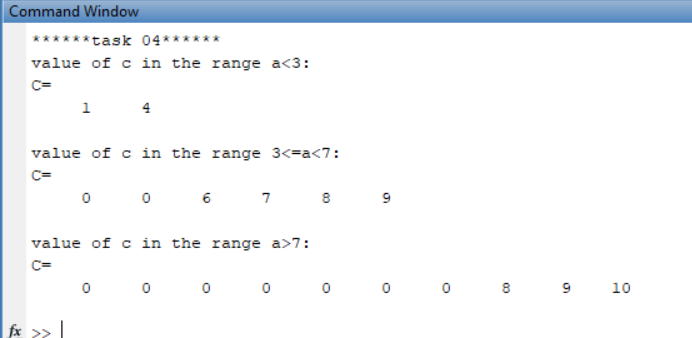 Command Window
******task 04******
value of c in the range a<3:
C=
1 4
value of c in the range 3<=a<7:
C=
0 0 6 7 8 9
value of c in the range a>7:
C=
0 0 0 0 0 0 0 8 9 10
fx >>